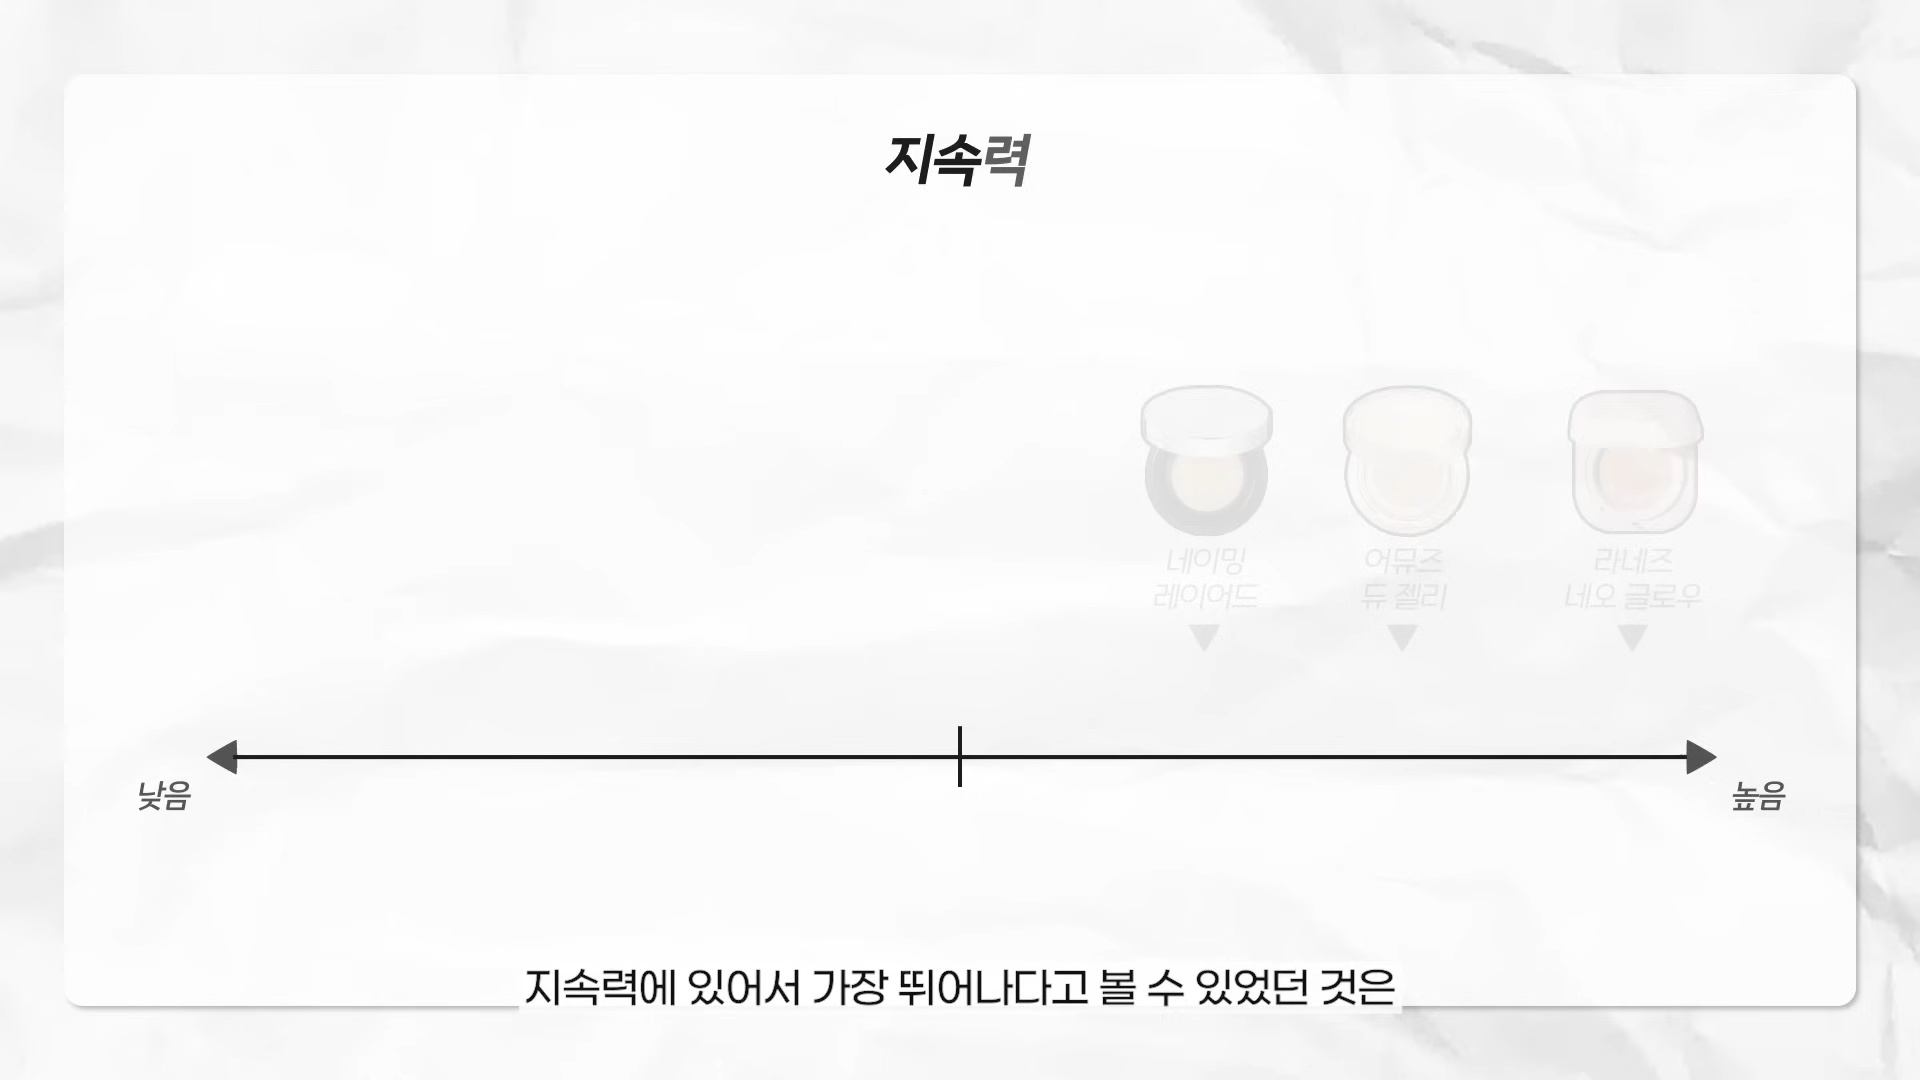 지속력
네이밍
레이어드
어뮤즈
듀 젤리
라네즈
네오 글로우
낮음
높음
지속력에 있어서 가장 뛰어나다고 볼 수 있었던 것은